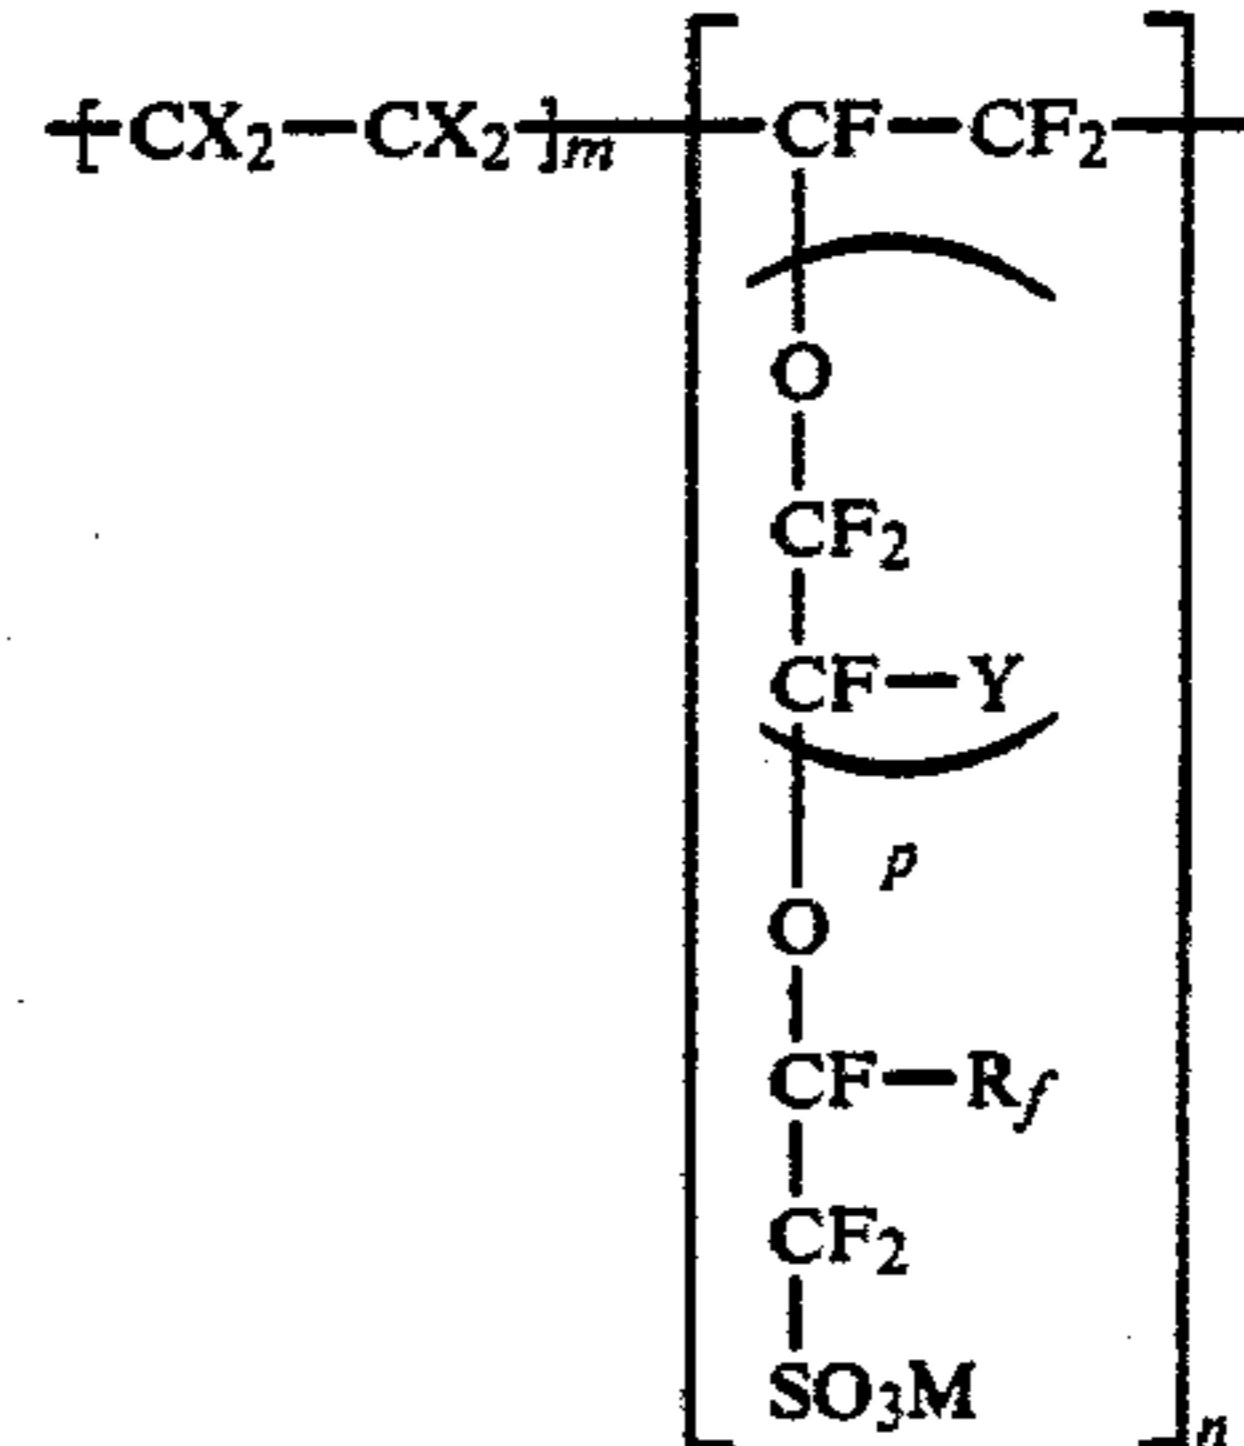 [CX₂—CX₂]m [CF—CF₂
O
CF₂
CF—Y
p
O
CF—Rf
CF₂
SO₃M
]n